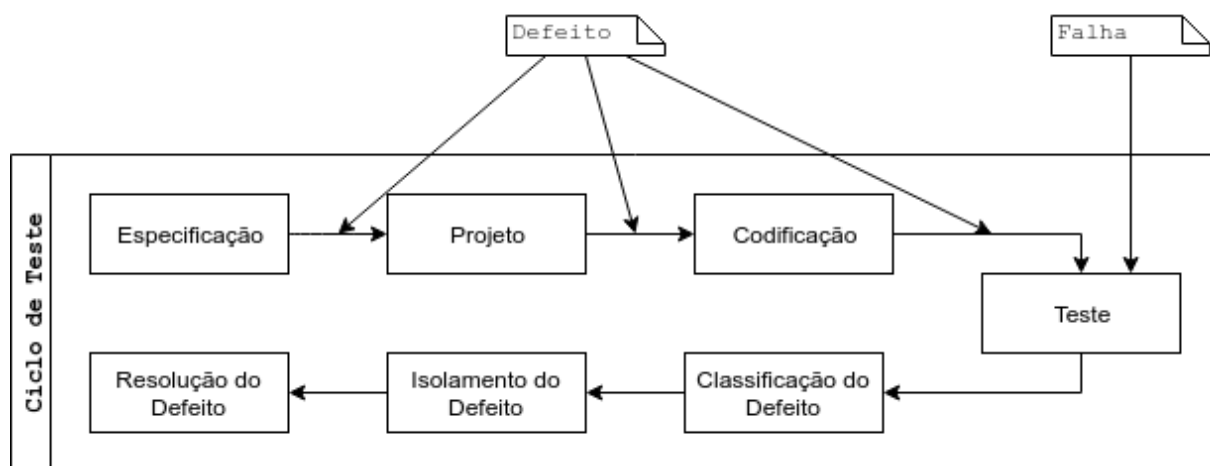 Defeito
Falha
Ciclo de Teste
Especificação
Projeto
Codificação
Teste
Resolução do
Defeito
Isolamento do
Defeito
Classificação do
Defeito